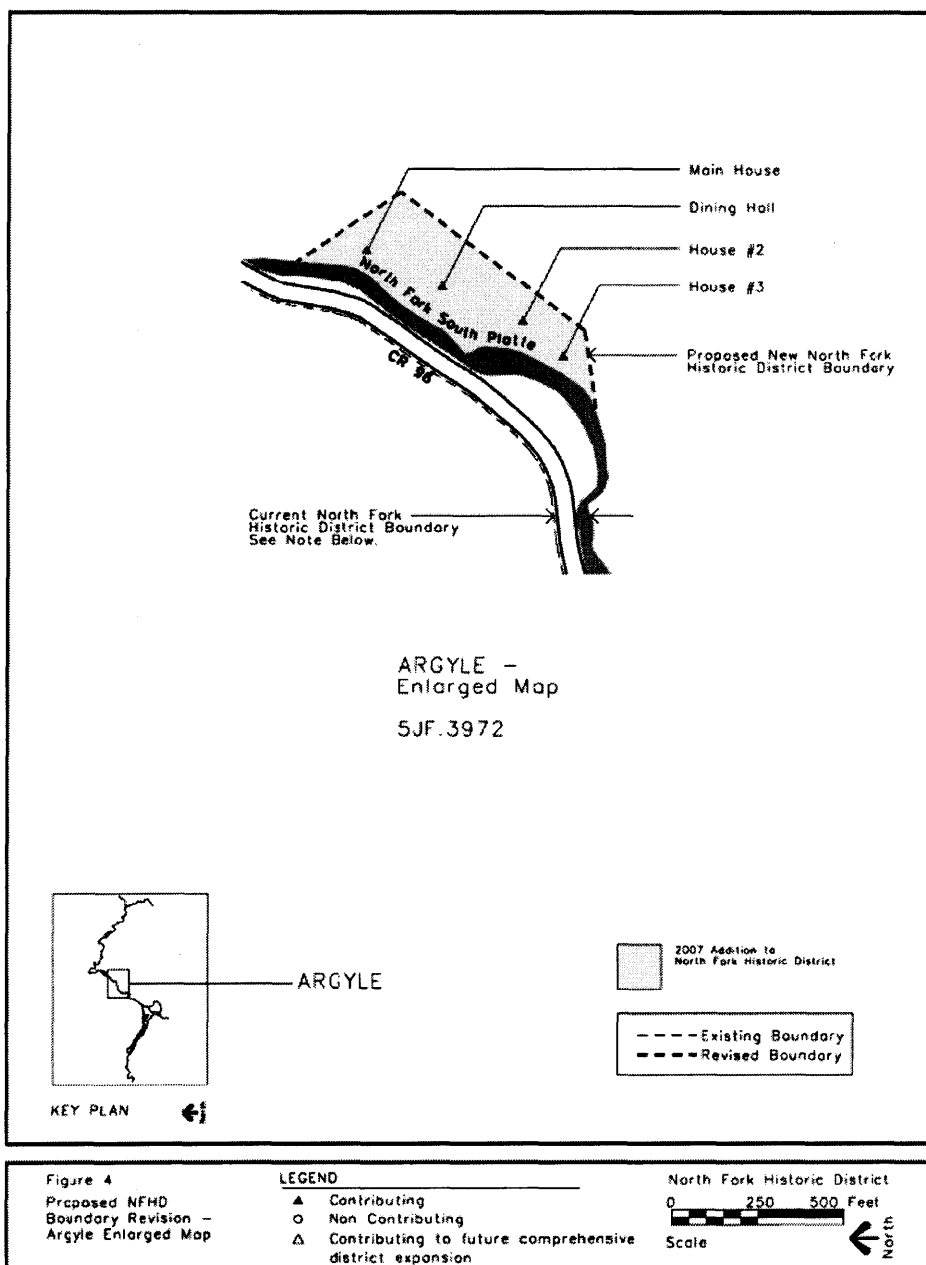 Main House
Dining Hall
House #2
House #3
North Fork South Platte
CR 96
Proposed New North Fork
Historic District Boundary
Current North Fork
Historic District Boundary
See Note Below.
ARGYLE –
Enlarged Map
5JF.3972
ARGYLE
KEY PLAN
North
2007 Addition to
North Fork Historic District
Existing Boundary
Revised Boundary
Figure 4
Proposed NFHD
Boundary Revision –
Argyle Enlarged Map
LEGEND
Contributing
Non Contributing
Contributing to future comprehensive
district expansion
North Fork Historic District
0 250 500 Feet
Scale
North